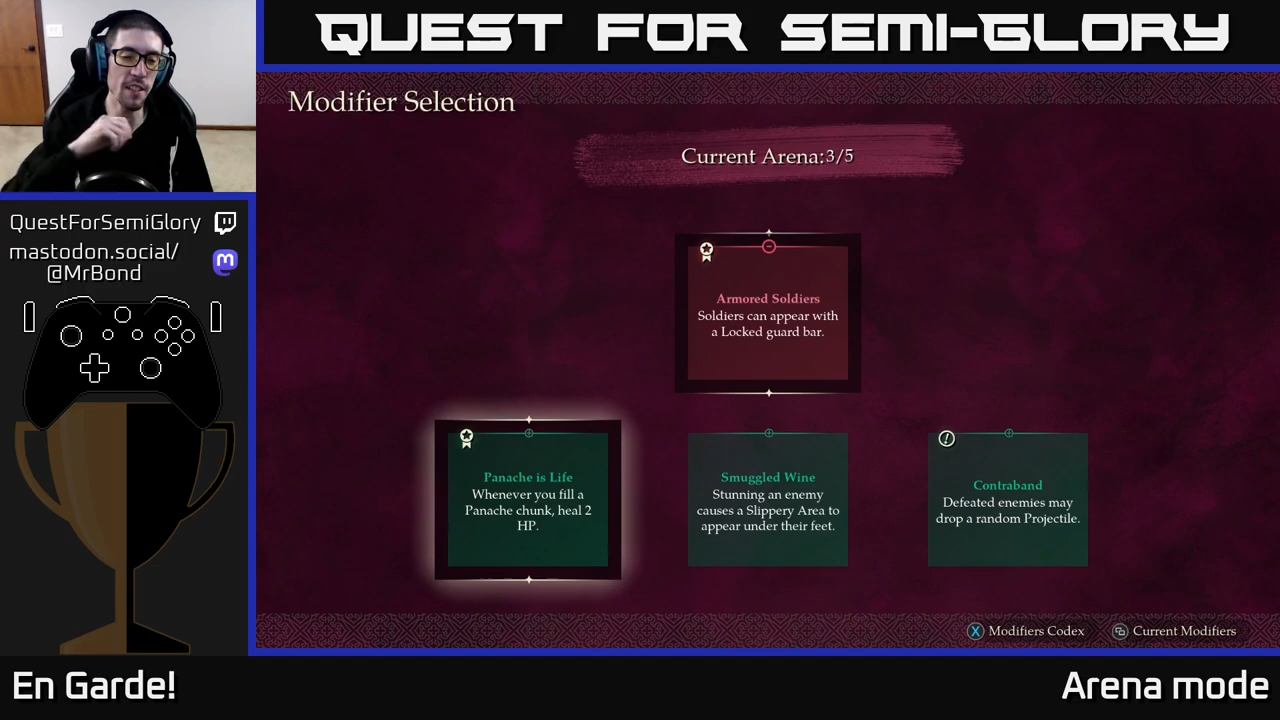 QUEST FOR SEMI-GLORY
Modifier Selection
Current Arena:3/5
QuestForSemiGlory
mastodon.social/
@MrBond
Armored Soldiers
Soldiers can appear with
a Locked guard bar.
Panache is Life
Whenever you fill a
Panache chunk, heal 2
HP.
Smuggled Wine
Stunning an enemy
causes a Slippery Area to
appear under their feet.
Contraband
Defeated enemies may
drop a random Projectile.
X Modifiers Codex
Current Modifiers
En Garde!
Arena mode